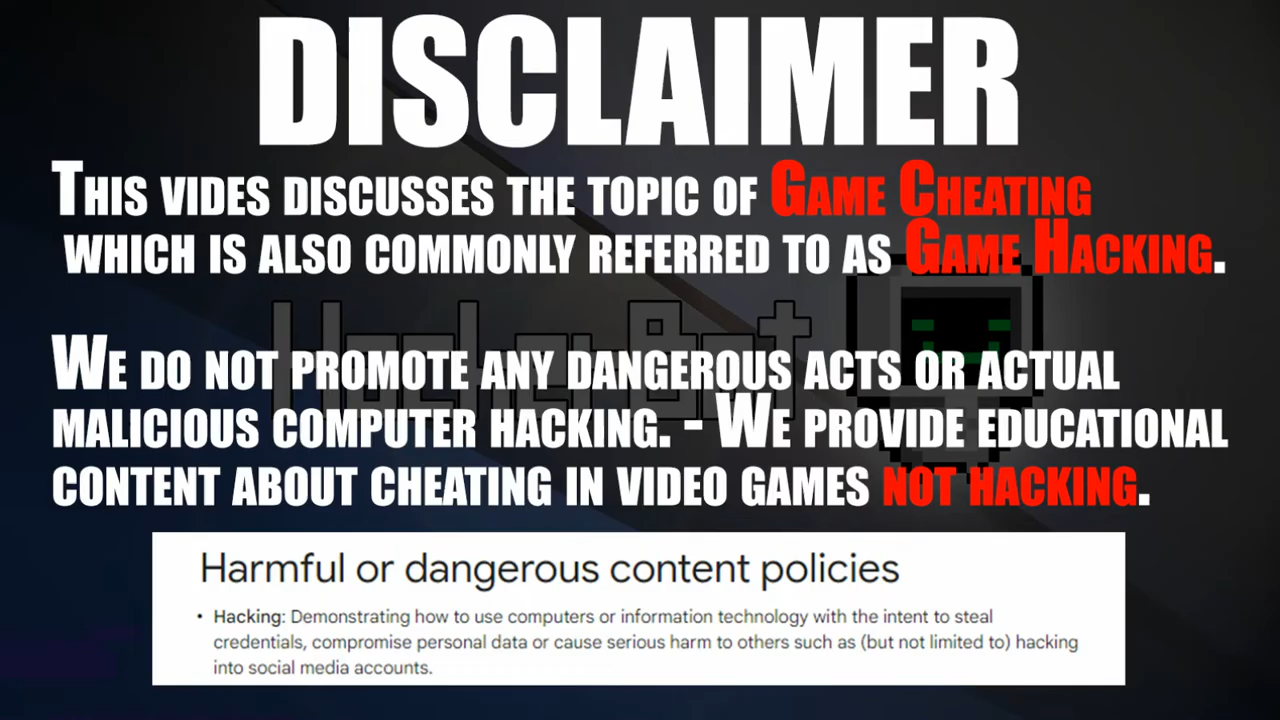 DISCLAIMER
THIS VIDES DISCUSSES THE TOPIC OF GAME CHEATING
WHICH IS ALSO COMMONLY REFERRED TO AS GAME HACKING.
Hacker Bot
WE DO NOT PROMOTE ANY DANGEROUS ACTS OR ACTUAL
MALICIOUS COMPUTER HACKING. - WE PROVIDE EDUCATIONAL
CONTENT ABOUT CHEATING IN VIDEO GAMES NOT HACKING.
Harmful or dangerous content policies
• Hacking: Demonstrating how to use computers or information technology with the intent to steal
credentials, compromise personal data or cause serious harm to others such as (but not limited to) hacking
into social media accounts.